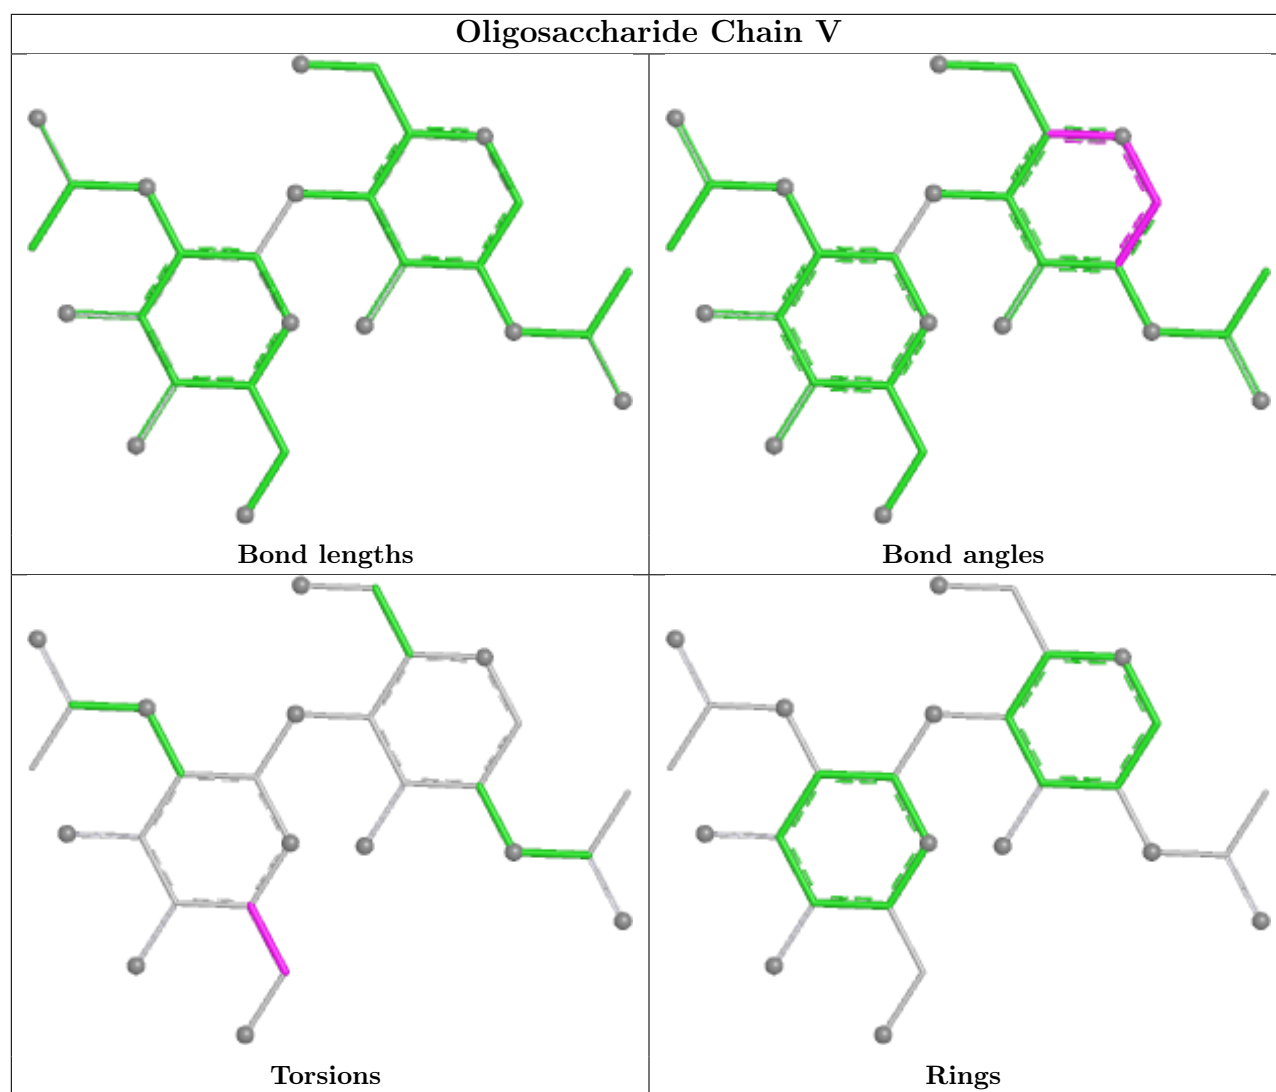 Oligosaccharide Chain V
Bond lengths
Bond angles
Torsions
Rings